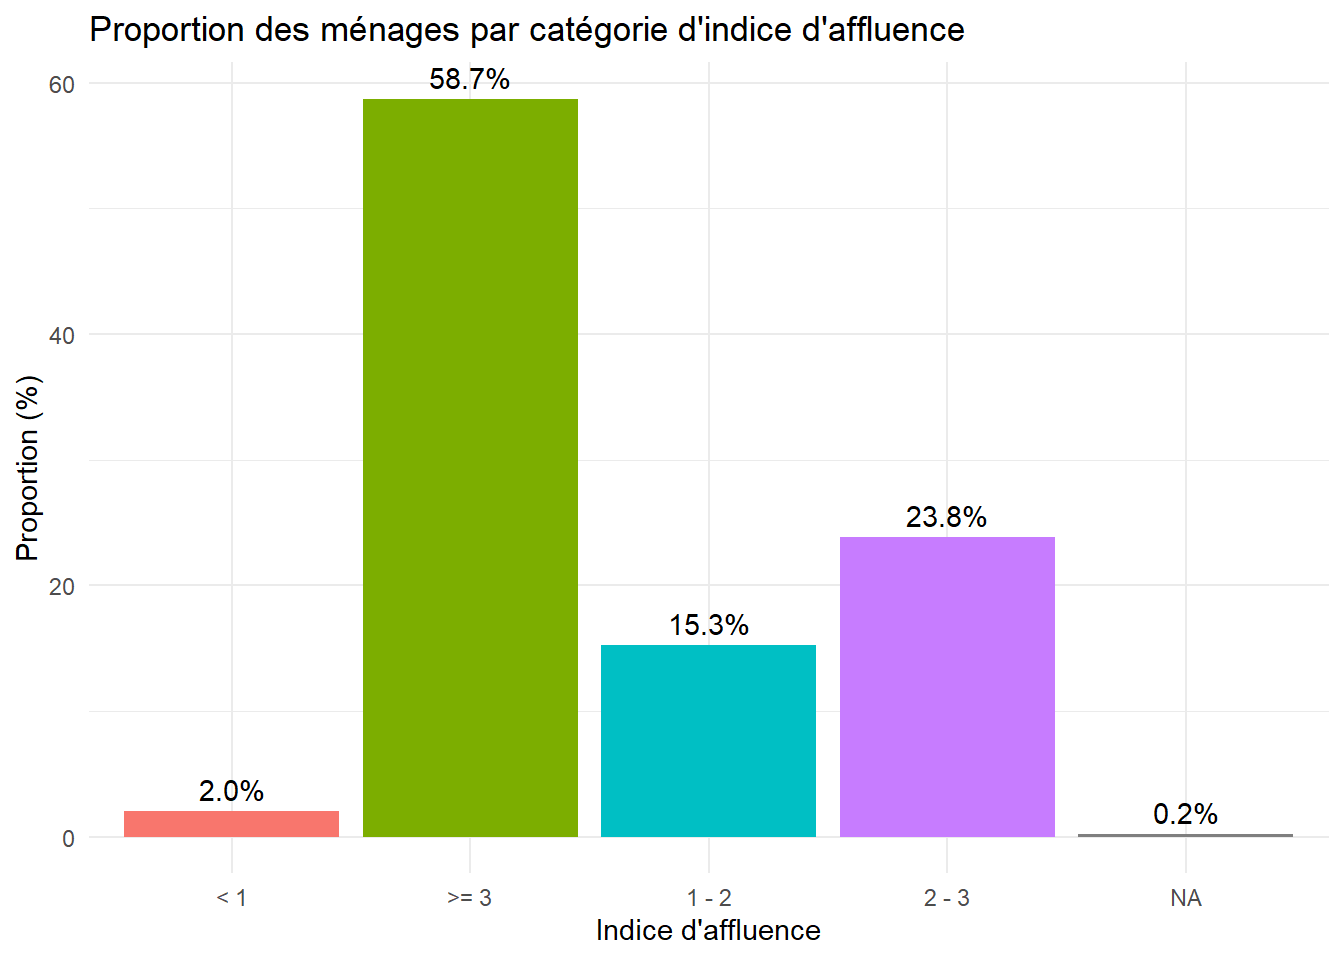 Proportion des ménages par catégorie d'indice d'affluence
58.7%
23.8%
15.3%
2.0%
0.2%
60
40
20
0
Proportion (%)
< 1
>= 3
1 - 2
2 - 3
NA
Indice d'affluence